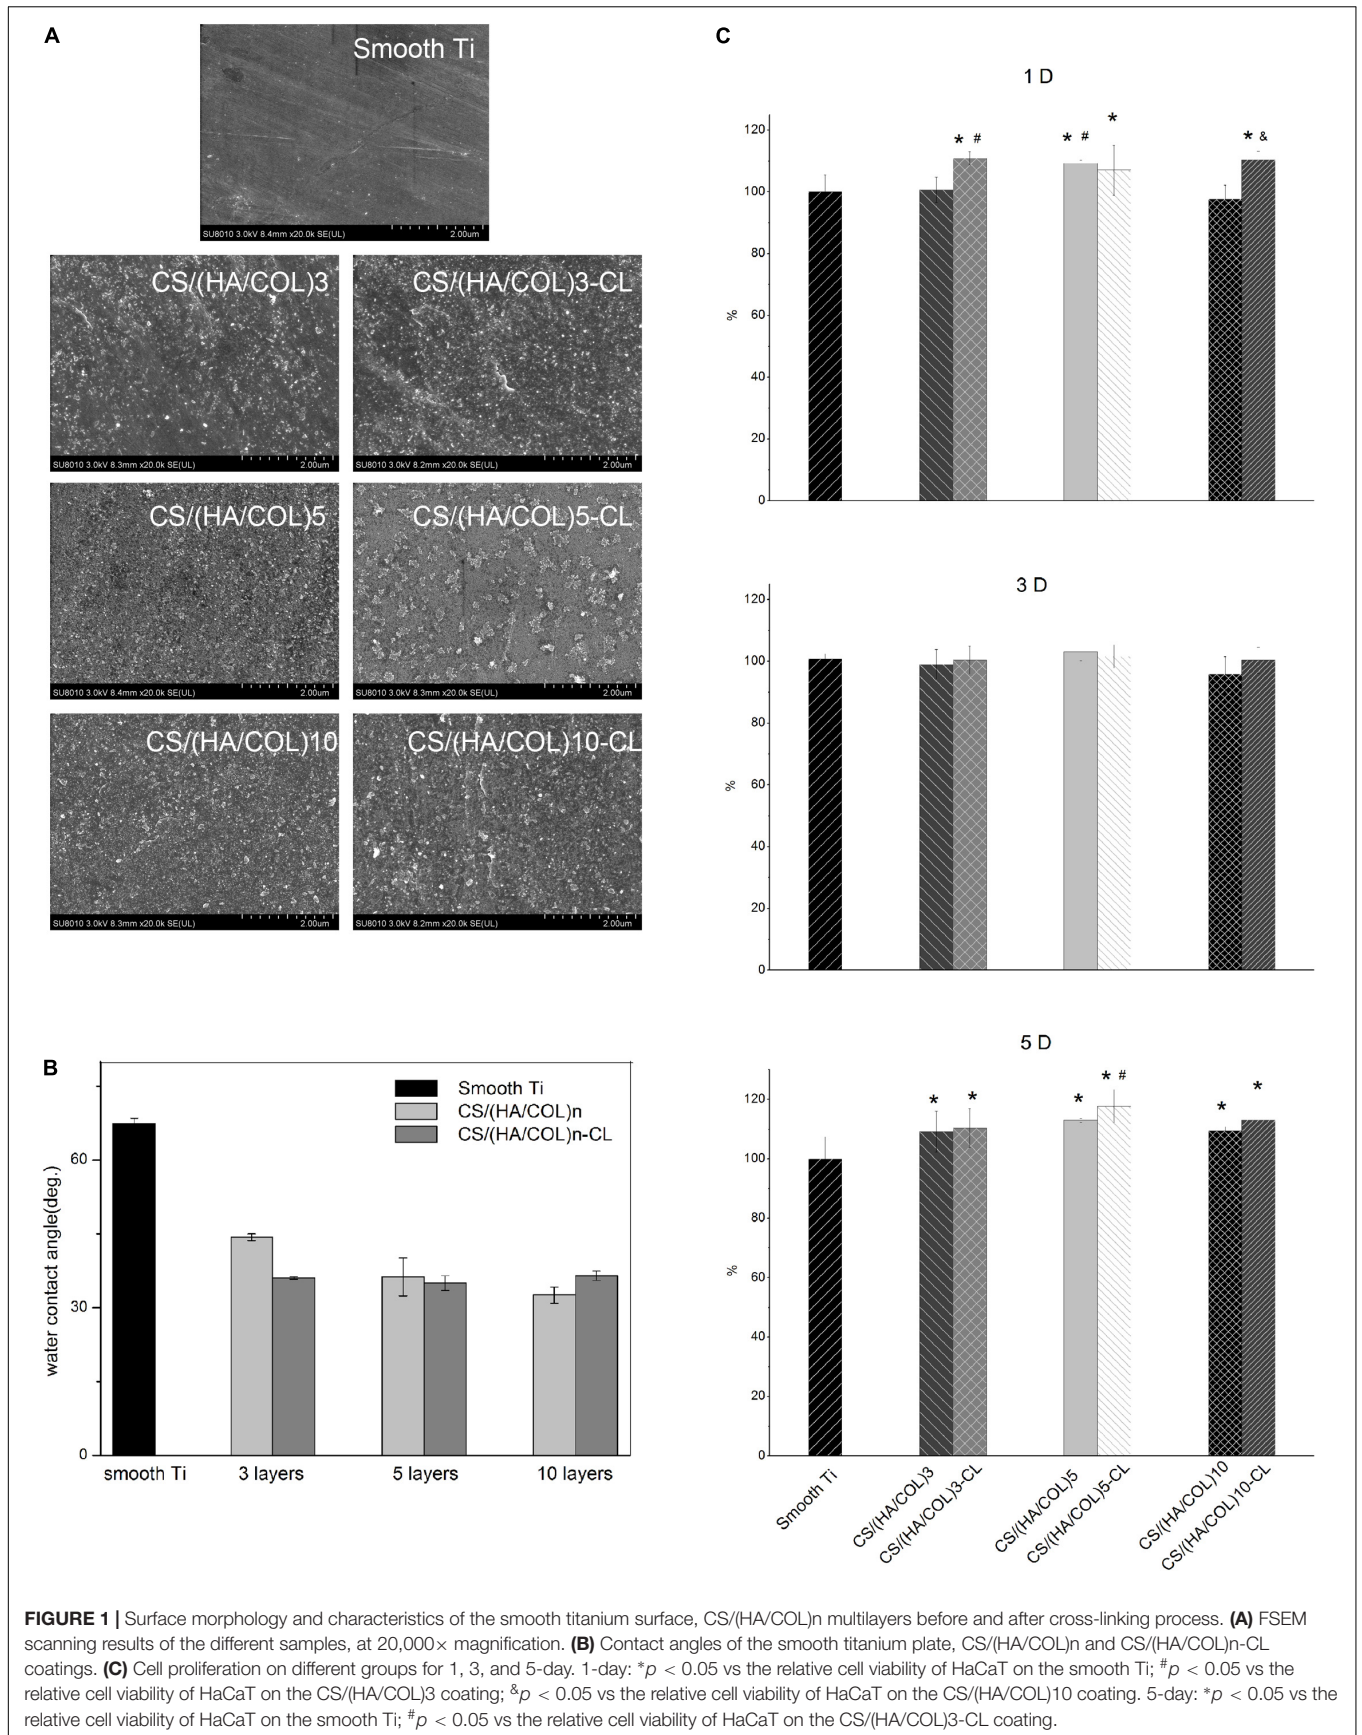 A
Smooth Ti
SU8010 3.0kV 8.4mm x20.0k SE(UL) 2.00um
CS/(HA/COL)3
SU8010 3.0kV 8.3mm x20.0k SE(UL) 2.00um
CS/(HA/COL)3-CL
SU8010 3.0kV 8.2mm x20.0k SE(UL) 2.00um
CS/(HA/COL)5
SU8010 3.0kV 8.4mm x20.0k SE(UL) 2.00um
CS/(HA/COL)5-CL
SU8010 3.0kV 8.3mm x20.0k SE(UL) 2.00um
CS/(HA/COL)10
SU8010 3.0kV 8.3mm x20.0k SE(UL) 2.00um
CS/(HA/COL)10-CL
SU8010 3.0kV 8.2mm x20.0k SE(UL) 2.00um
B
water contact angle(deg.)
60
30
0
Smooth Ti
CS/(HA/COL)n
CS/(HA/COL)n-CL
smooth Ti 3 layers 5 layers 10 layers
C
1 D
%
120
100
80
60
40
20
0
* #
* #
*
* &
3 D
%
120
100
80
60
40
20
0
5 D
%
120
100
80
60
40
20
0
*
*
*
* #
*
*
Smooth Ti
CS/(HA/COL)3
CS/(HA/COL)3-CL
CS/(HA/COL)5
CS/(HA/COL)5-CL
CS/(HA/COL)10
CS/(HA/COL)10-CL
FIGURE 1 | Surface morphology and characteristics of the smooth titanium surface, CS/(HA/COL)n multilayers before and after cross-linking process. (A) FSEM
scanning results of the different samples, at 20,000× magnification. (B) Contact angles of the smooth titanium plate, CS/(HA/COL)n and CS/(HA/COL)n-CL
coatings. (C) Cell proliferation on different groups for 1, 3, and 5-day. 1-day: *p < 0.05 vs the relative cell viability of HaCaT on the smooth Ti; #p < 0.05 vs the
relative cell viability of HaCaT on the CS/(HA/COL)3 coating; &p < 0.05 vs the relative cell viability of HaCaT on the CS/(HA/COL)10 coating. 5-day: *p < 0.05 vs the
relative cell viability of HaCaT on the smooth Ti; #p < 0.05 vs the relative cell viability of HaCaT on the CS/(HA/COL)3-CL coating.